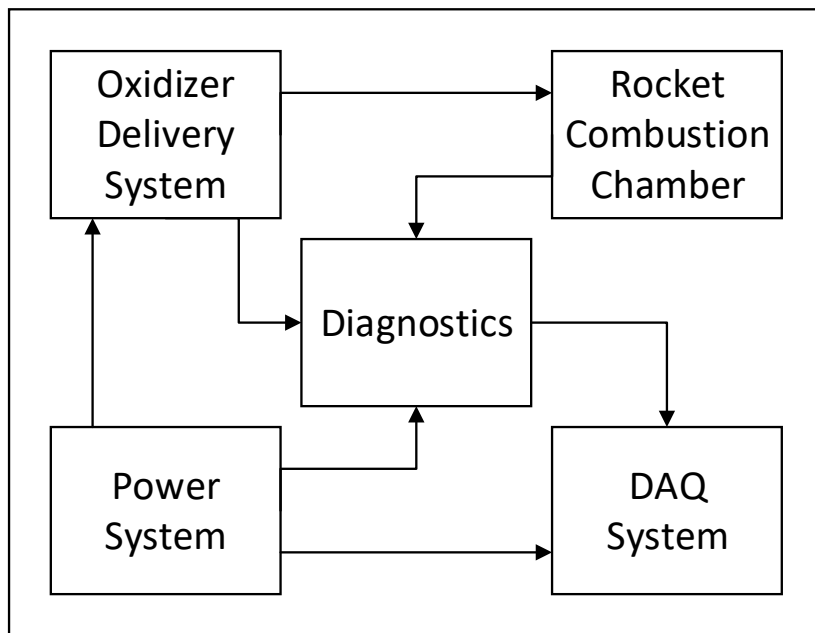 Oxidizer
Delivery
System
Rocket
Combustion
Chamber
Diagnostics
Power
System
DAQ
System